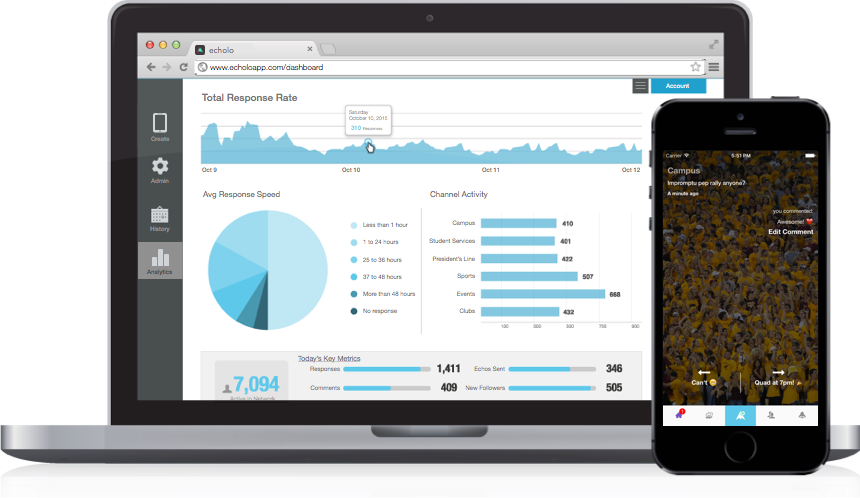 echolo
www.echoloapp.com/dashboard
Account
Create
Admin
History
Analytics
Total Response Rate
Saturday
October 10, 2015
310 Responses
Oct 9
Oct 10
Oct 11
Oct 12
Avg Response Speed
Less than 1 hour
1 to 24 hours
25 to 36 hours
37 to 48 hours
More than 48 hours
No response
Channel Activity
Campus 410
Student Services 401
President's Line 422
Sports 507
Events 668
Clubs 432
100 300 500 700 900
7,094
Active in Network
Today's Key Metrics
Responses 1,411
Echos Sent 346
Comments 409
New Followers 505
Carrier 5:51 PM
Campus
Impromptu pep rally anyone?
A minute ago
you commented:
Awesome! ❤️
Edit Comment
Can't
Quad at 7pm!